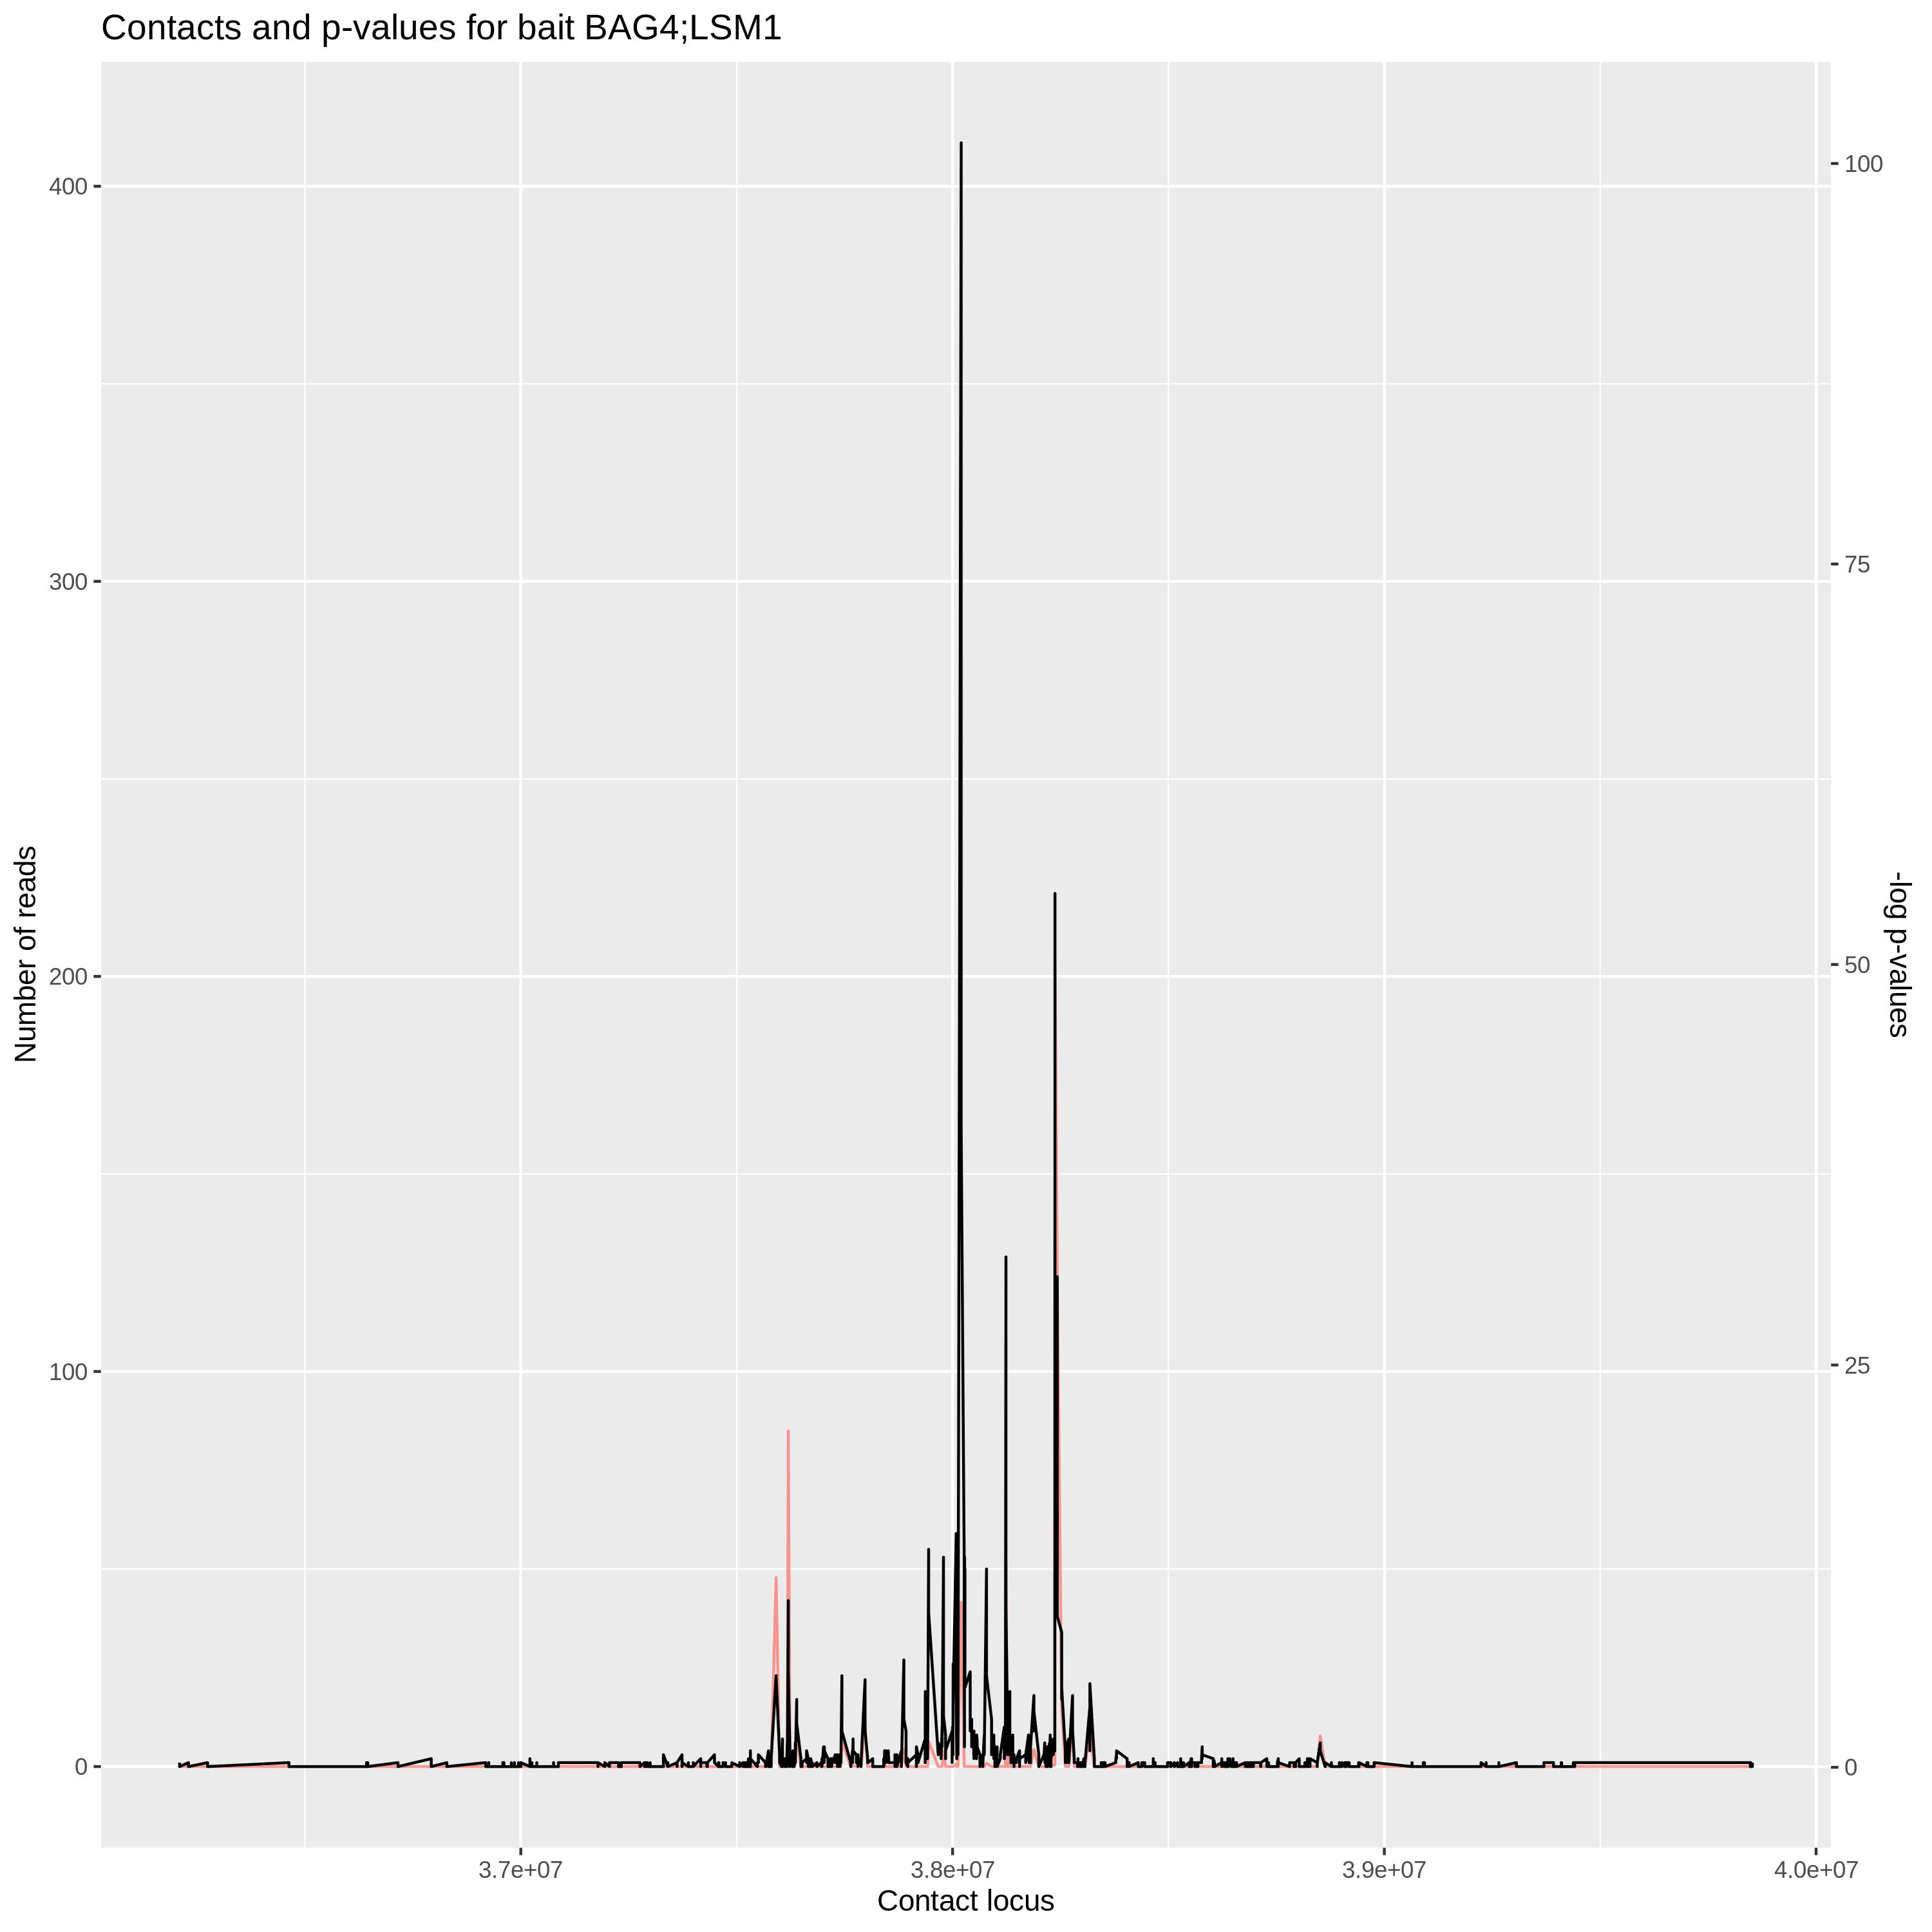 Contacts and p-values for bait BAG4;LSM1
400
300
200
100
0
Number of reads
100
75
50
25
0
-log p-values
3.7e+07
3.8e+07
3.9e+07
4.0e+07
Contact locus